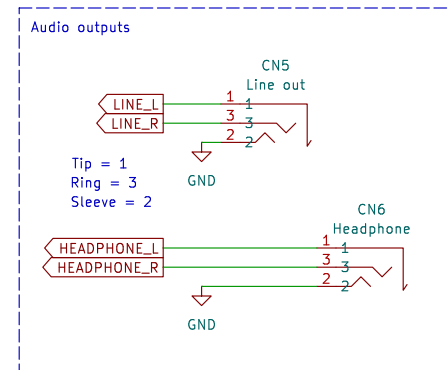 Audio outputs
CN5
Line out
LINE_L 1 1
LINE_R 3 3
2 2
GND
Tip = 1
Ring = 3
Sleeve = 2
CN6
Headphone
HEADPHONE_L 1 1
HEADPHONE_R 3 3
2 2
GND